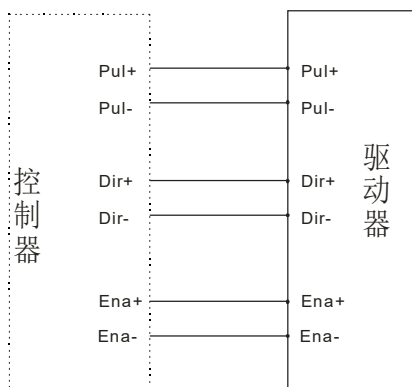 Pul+ Pul+
Pul- Pul-
Dir+ Dir+
Dir- Dir-
Ena+ Ena+
Ena- Ena-
控制器
驱动器